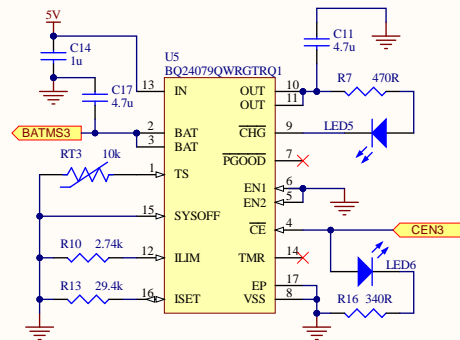 5V
C14
1u
C17
4.7u
BATMS3
RT3 10k
R10 2.74k
R13 29.4k
U5
BQ24079QWRGTRQ1
13 IN
2 BAT
3 BAT
1 TS
15 SYSOFF
12 ILIM
16 ISET
OUT 10
OUT 11
CHG 9
PGOOD 7
EN1 6
EN2 5
CE 4
TMR 14
EP 17
VSS 8
C11
4.7u
R7 470R
LED5
CEN3
LED6
R16 340R